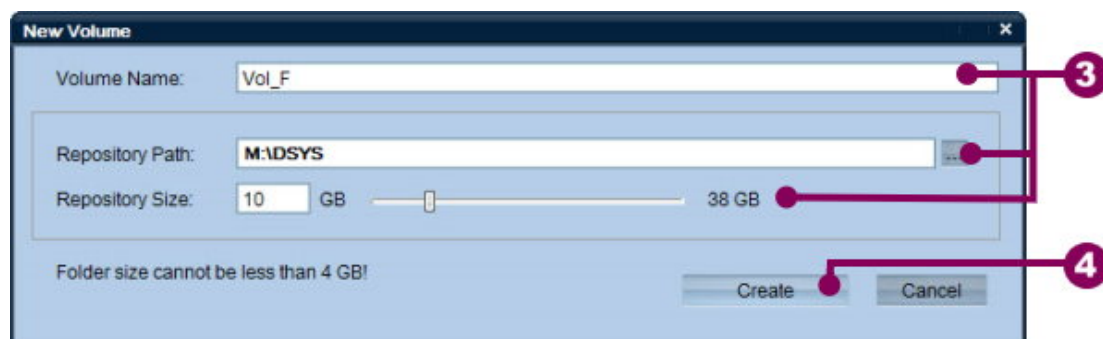 New Volume
Volume Name: Vol_F
3
Repository Path: M:\DSYS ...
Repository Size: 10 GB 38 GB
Folder size cannot be less than 4 GB!
4
Create Cancel